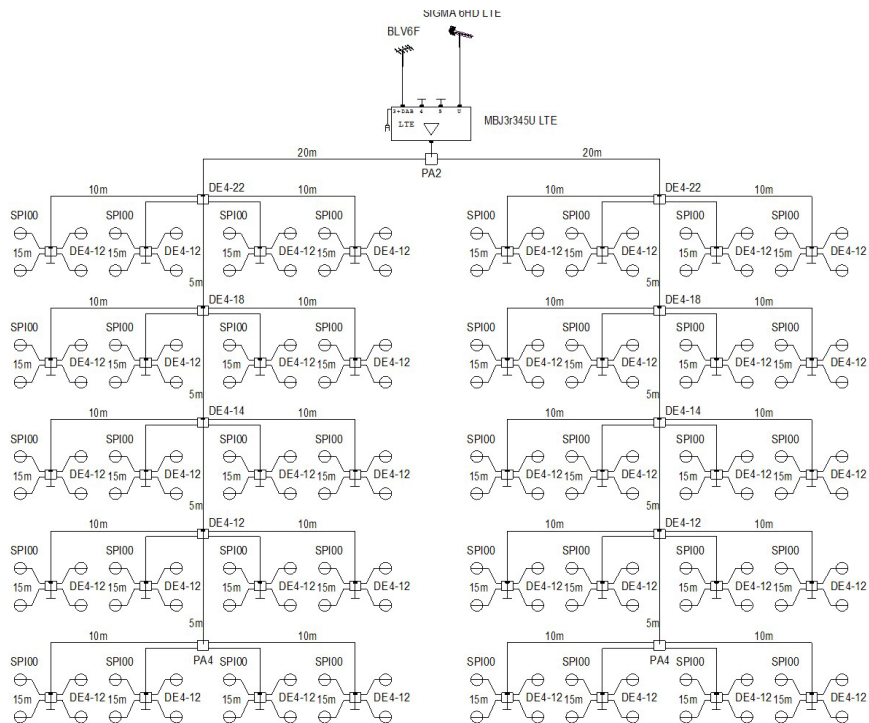 SIGMA 6HD LTE
BLV6F
LTE
MBJ3r345U LTE
20m 20m
PA2
10m DE4-22 10m 10m DE4-22 10m
SPI00 SPI00 SPI00 SPI00 SPI00 SPI00 SPI00 SPI00
15m DE4-12 15m DE4-12 15m DE4-12 15m DE4-12 15m DE4-12 15m DE4-12 15m DE4-12 15m DE4-12
5m 5m
10m DE4-18 10m 10m DE4-18 10m
SPI00 SPI00 SPI00 SPI00 SPI00 SPI00 SPI00 SPI00
15m DE4-12 15m DE4-12 15m DE4-12 15m DE4-12 15m DE4-12 15m DE4-12 15m DE4-12 15m DE4-12
5m 5m
10m DE4-14 10m 10m DE4-14 10m
SPI00 SPI00 SPI00 SPI00 SPI00 SPI00 SPI00 SPI00
15m DE4-12 15m DE4-12 15m DE4-12 15m DE4-12 15m DE4-12 15m DE4-12 15m DE4-12 15m DE4-12
5m 5m
10m DE4-12 10m 10m DE4-12 10m
SPI00 SPI00 SPI00 SPI00 SPI00 SPI00 SPI00 SPI00
15m DE4-12 15m DE4-12 15m DE4-12 15m DE4-12 15m DE4-12 15m DE4-12 15m DE4-12 15m DE4-12
5m 5m
10m 10m 10m 10m
PA4 PA4
SPI00 SPI00 SPI00 SPI00 SPI00 SPI00 SPI00 SPI00
15m DE4-12 15m DE4-12 15m DE4-12 15m DE4-12 15m DE4-12 15m DE4-12 15m DE4-12 15m DE4-12